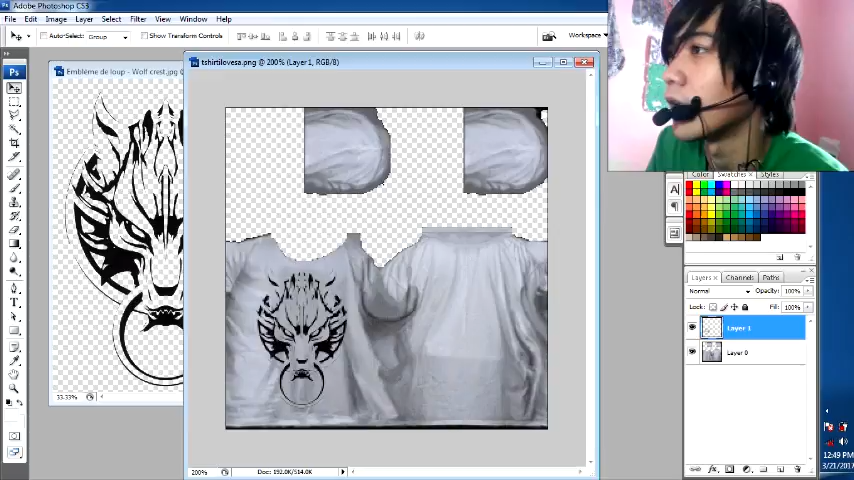 Adobe Photoshop CS3
File Edit Image Layer Select Filter Analysis View Window Help
Auto-Select: Group Show Transform Controls Workspace
Emblème de loup - Wolf crest.jpg @
tshirtilovesa.png @ 200% (Layer 1, RGB/8)
Color Swatches Styles
Layers Channels Paths
Normal Opacity: 100%
Lock: Fill: 100%
Layer 1
Layer 0
33.33%
200% Doc: 192.0K/514.0K
12:49 PM